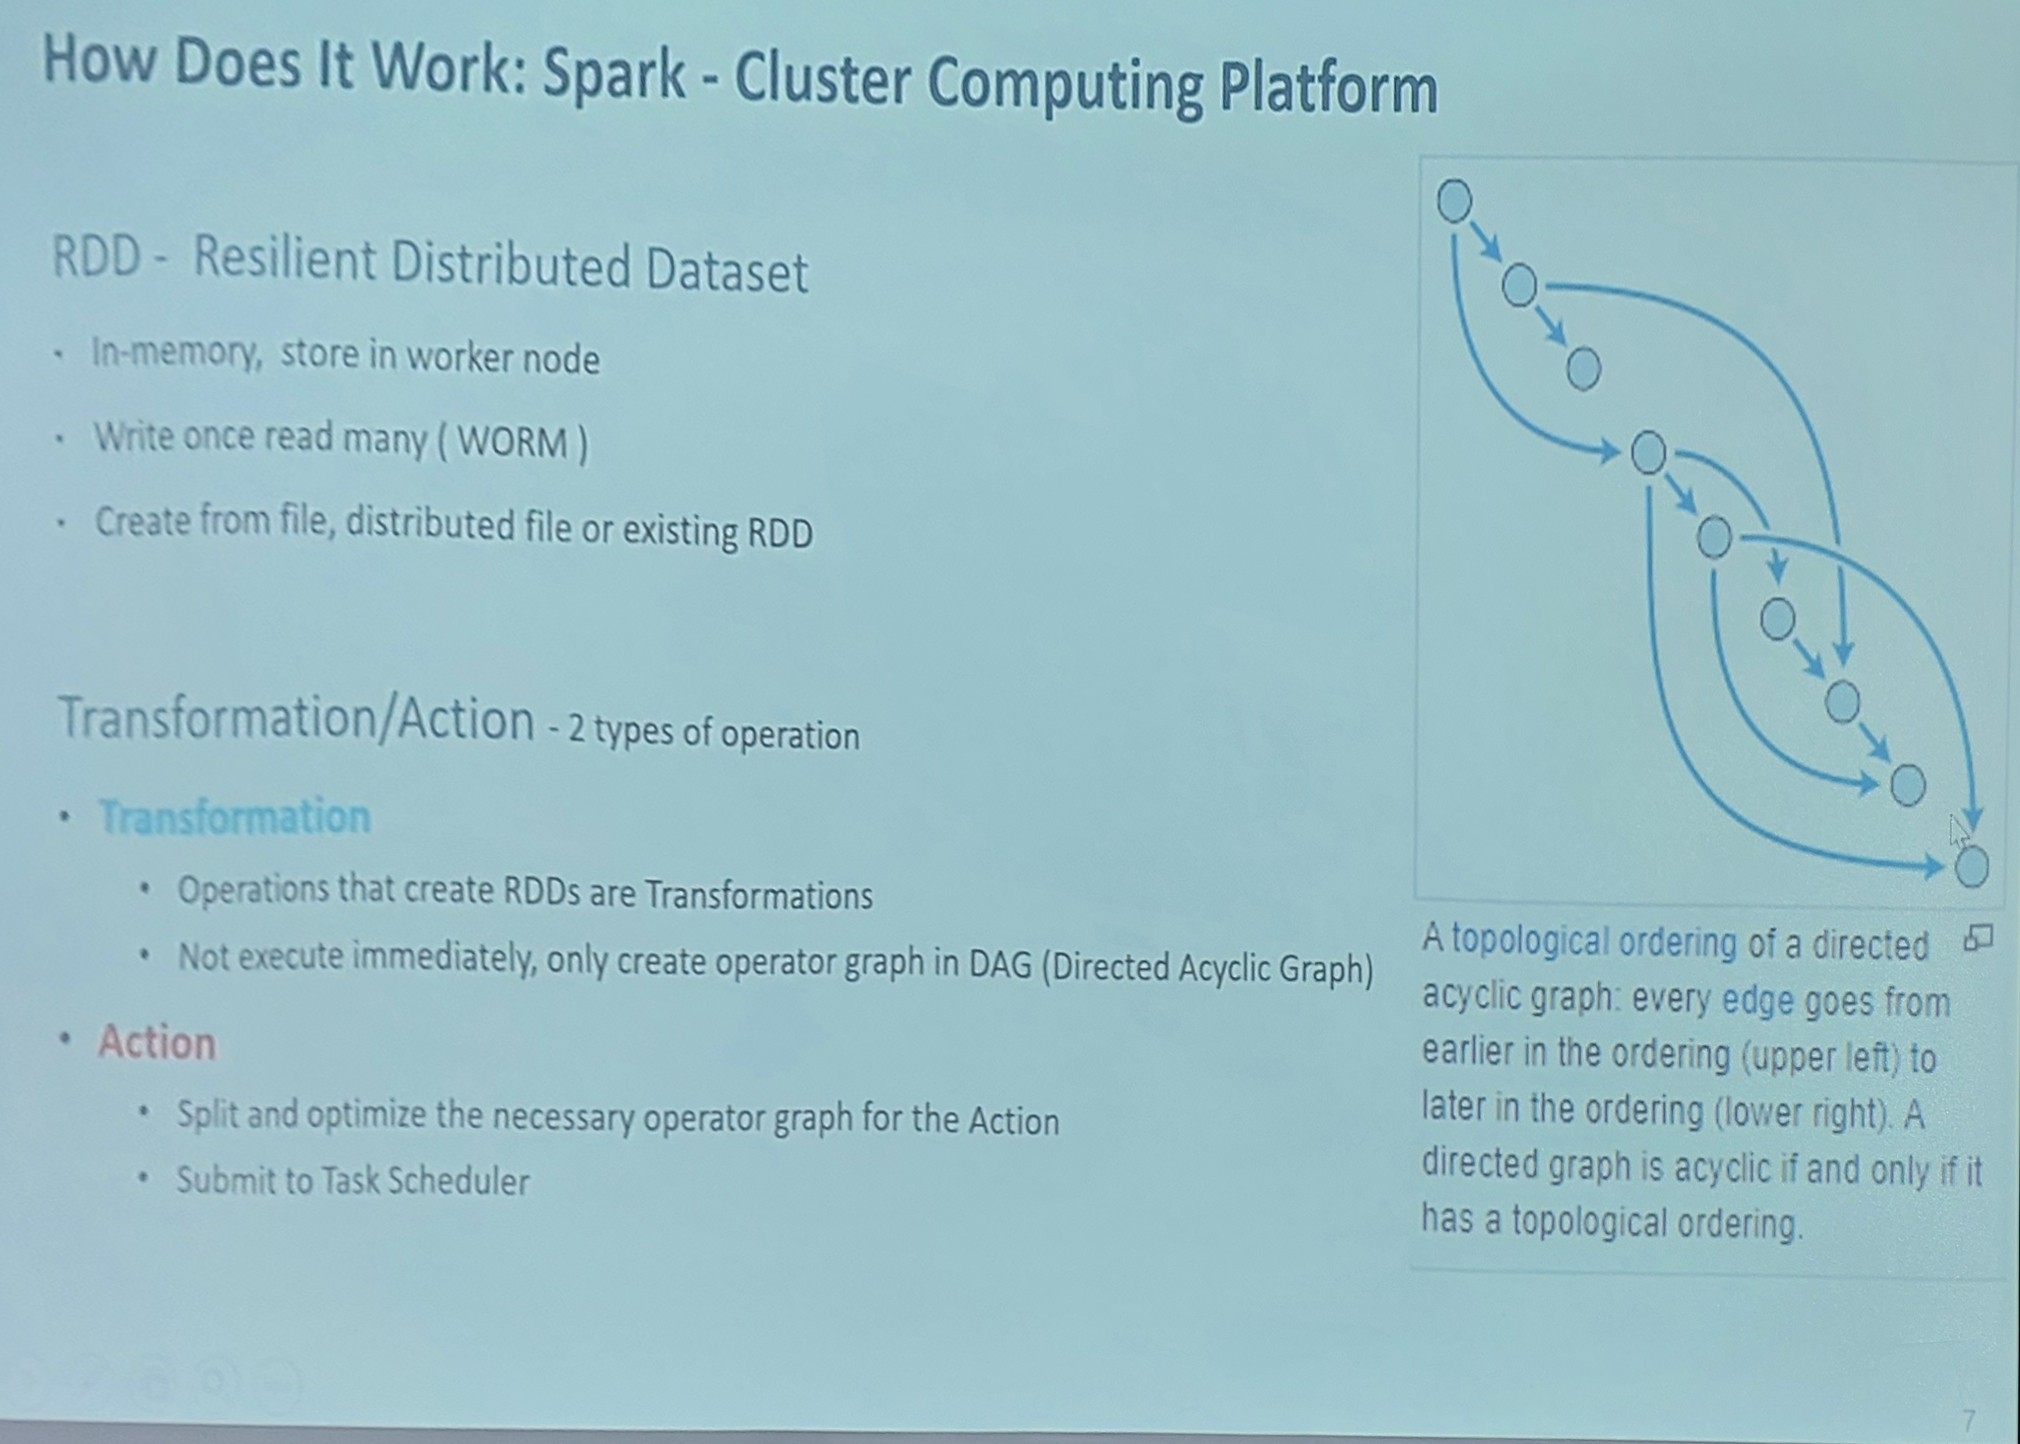 How Does It Work: Spark - Cluster Computing Platform
RDD - Resilient Distributed Dataset
· In-memory, store in worker node
· Write once read many ( WORM )
· Create from file, distributed file or existing RDD
Transformation/Action - 2 types of operation
• Transformation
• Operations that create RDDs are Transformations
• Not execute immediately, only create operator graph in DAG (Directed Acyclic Graph)
• Action
• Split and optimize the necessary operator graph for the Action
• Submit to Task Scheduler
A topological ordering of a directed
acyclic graph: every edge goes from
earlier in the ordering (upper left) to
later in the ordering (lower right). A
directed graph is acyclic if and only if it
has a topological ordering.
7